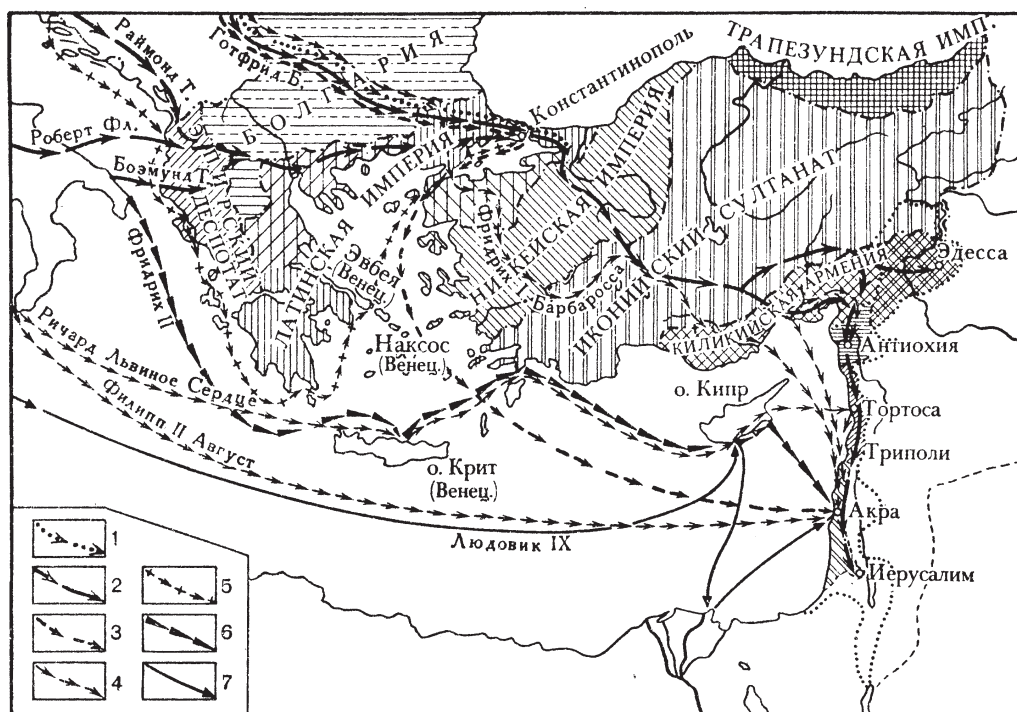 Раймонд Т.
Готфрид Б.
БОЛГАРИЯ
Константинополь
ТРАПЕЗУНДСКАЯ ИМП.
Роберт Фл.
Боэмунд Т.
ЭПИРСКИЙ
ДЕСПОТАТ
ЛАТИНСКАЯ ИМПЕРИЯ
НИКЕЙСКАЯ ИМПЕРИЯ
ИКОНИЙСКИЙ СУЛТАНАТ
Фридрих I
Барбаросса
КИЛИКИЙСКАЯ АРМЕНИЯ
Эдесса
Фридрих II
Эвбея
(Венец.)
Наксос
(Венец.)
Антиохия
о. Кипр
Тортоса
Триполи
Ричард Львиное Сердце
Филипп II Август
о. Крит
(Венец.)
Акра
Людовик IX
Иерусалим
1
2
3
4
5
6
7